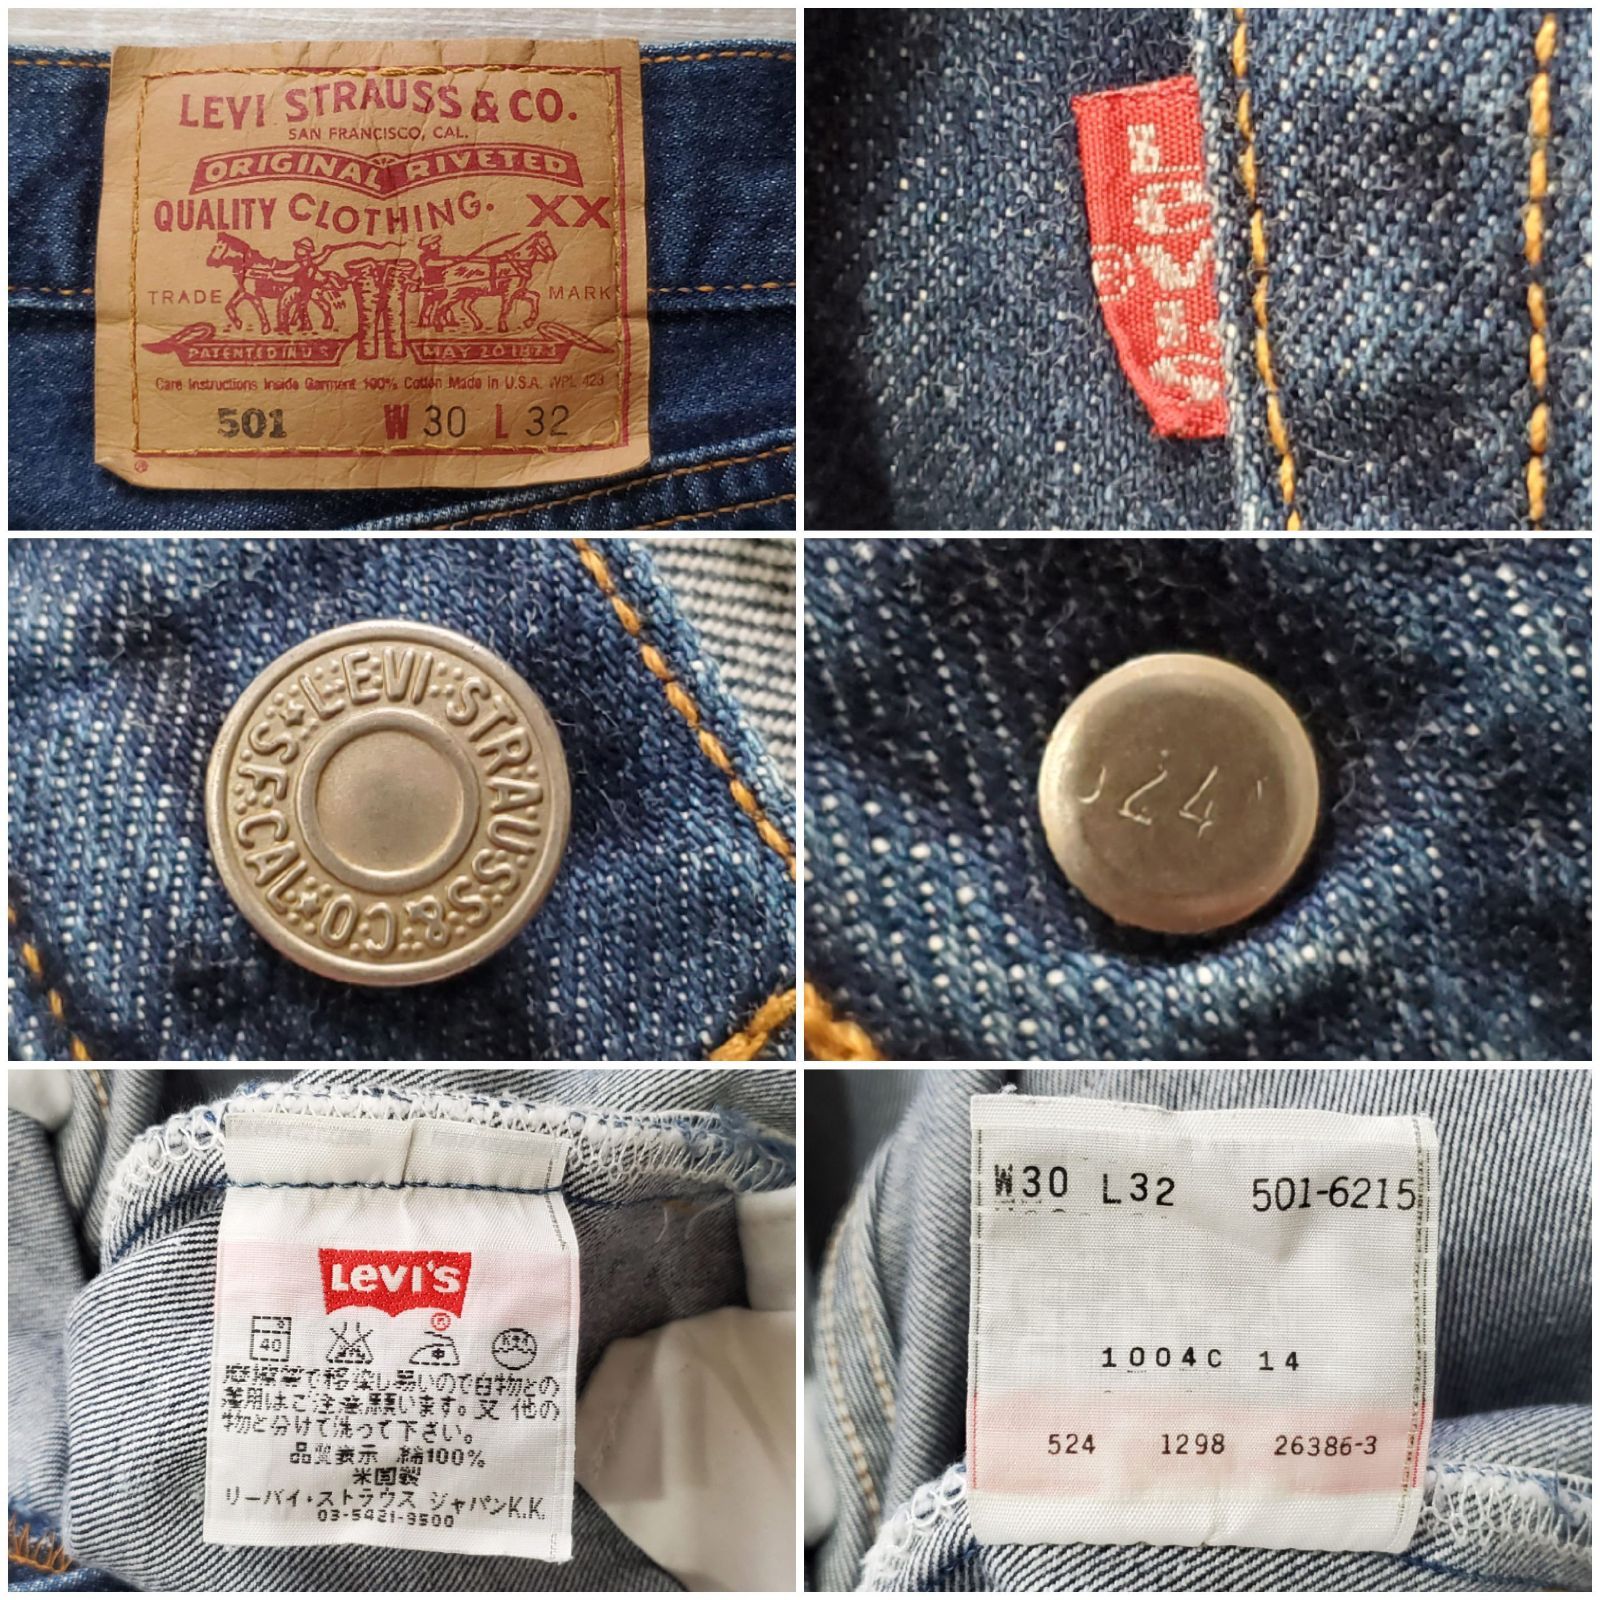 LEVI STRAUSS & CO.
SAN FRANCISCO, CAL.
ORIGINAL RIVETED
QUALITY CLOTHING. XX
TRADE MARK
PATENTED IN U.S. MAY 20 1873
Care Instructions Inside Garment 100% Cotton Made in U.S.A. WPL 423
501 W 30 L 32
®
LEVI'S
®
LEVI STRAUSS & CO. S.F. CAL.
524
LEVI'S
®
40
摩擦等で移染し易いので白物との
着用はご注意願います。又 他の
物と分けて洗って下さい。
品質表示 綿100%
米国製
リーバイ・ストラウス ジャパンK.K.
03-5421-9500
W30 L32 501-6215
1004C 14
524 1298 26386-3